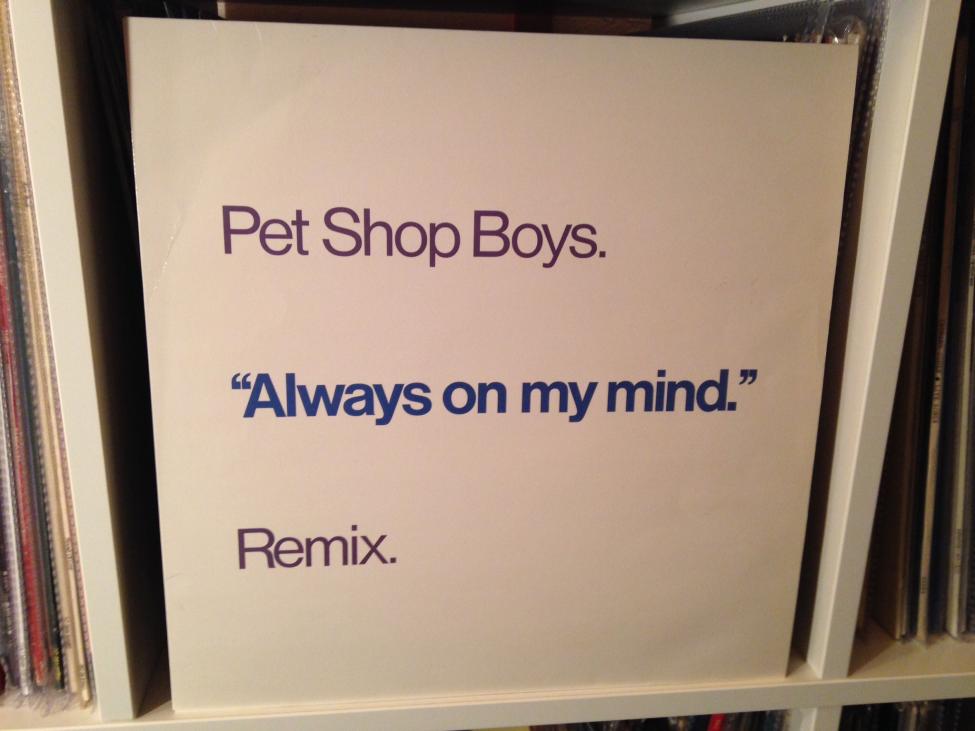 Pet Shop Boys.
“Always on my mind.”
Remix.